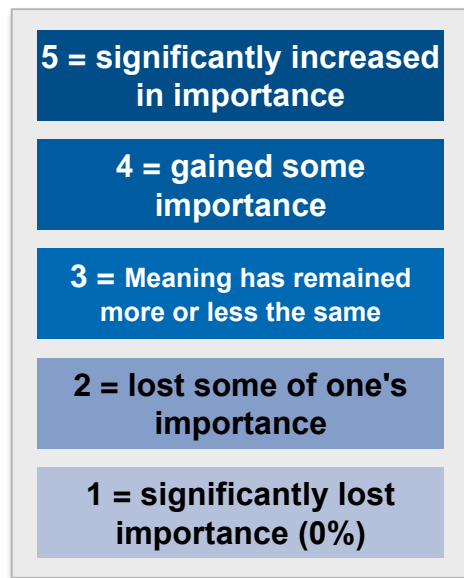 5 = significantly increased
in importance
4 = gained some
importance
3 = Meaning has remained
more or less the same
2 = lost some of one's
importance
1 = significantly lost
importance (0%)